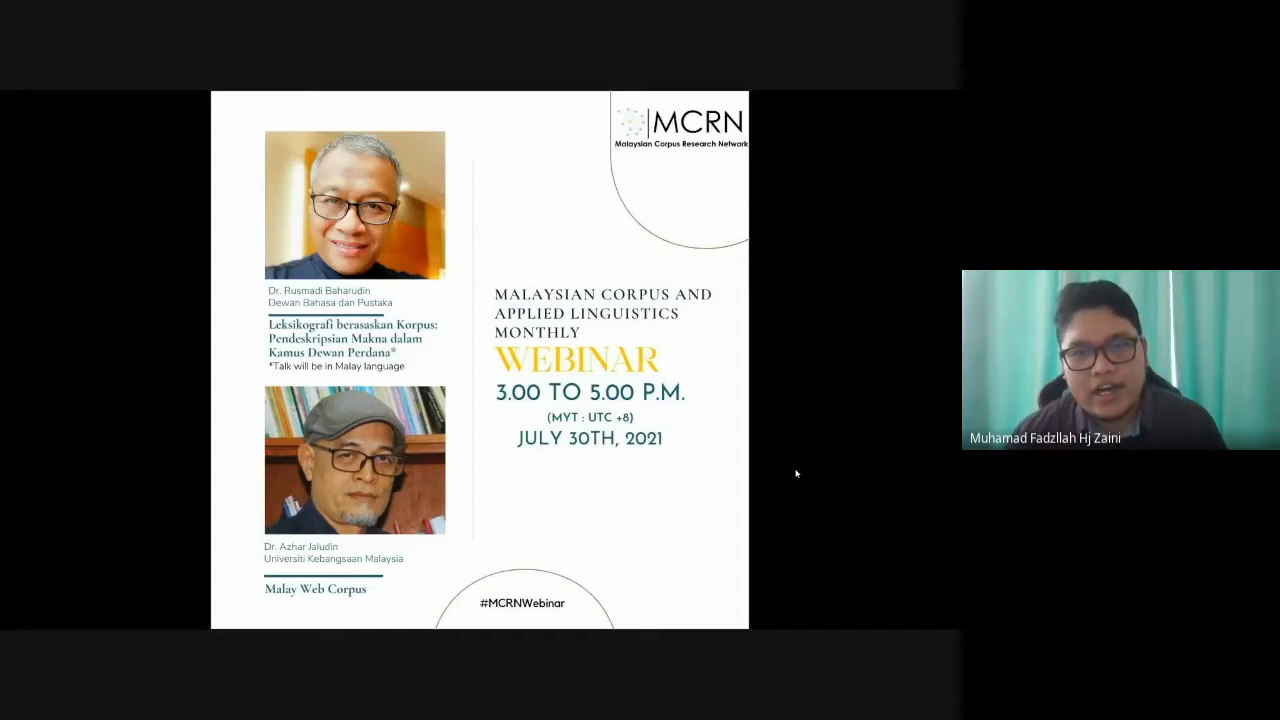 MCRN
Malaysian Corpus Research Network
Dr. Rusmadi Baharudin
Dewan Bahasa dan Pustaka
Leksikografi berasaskan Korpus:
Pendeskripsian Makna dalam
Kamus Dewan Perdana*
*Talk will be in Malay language
Dr. Azhar Jaludin
Universiti Kebangsaan Malaysia
Malay Web Corpus
MALAYSIAN CORPUS AND
APPLIED LINGUISTICS
MONTHLY
WEBINAR
3.00 TO 5.00 P.M.
(MYT : UTC +8)
JULY 30TH, 2021
#MCRNWebinar
Muhamad Fadzllah Hj Zaini